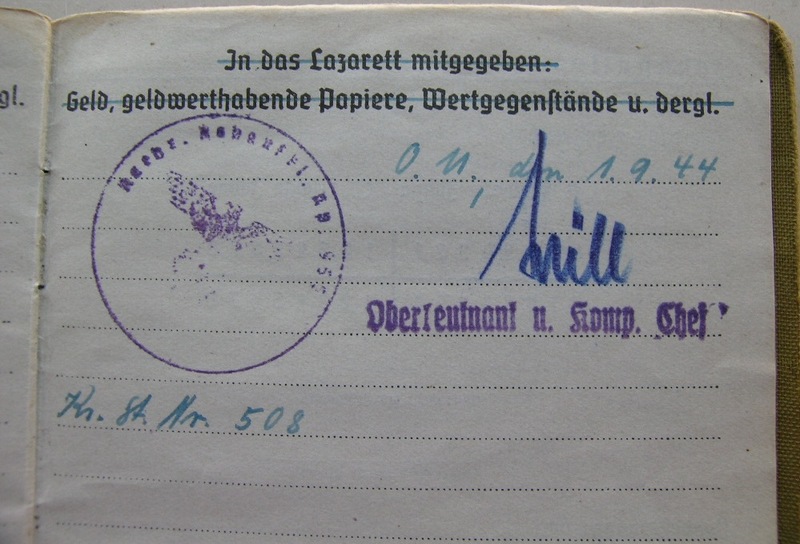 gl.
In das Lazarett mitgegeben:
Geld, geldwerthabende Papiere, Wertgegenstände u. dergl.
O. U., den 1. 9. 44
Oberleutnant u. Komp. Chef
Kr. St. Nr. 508